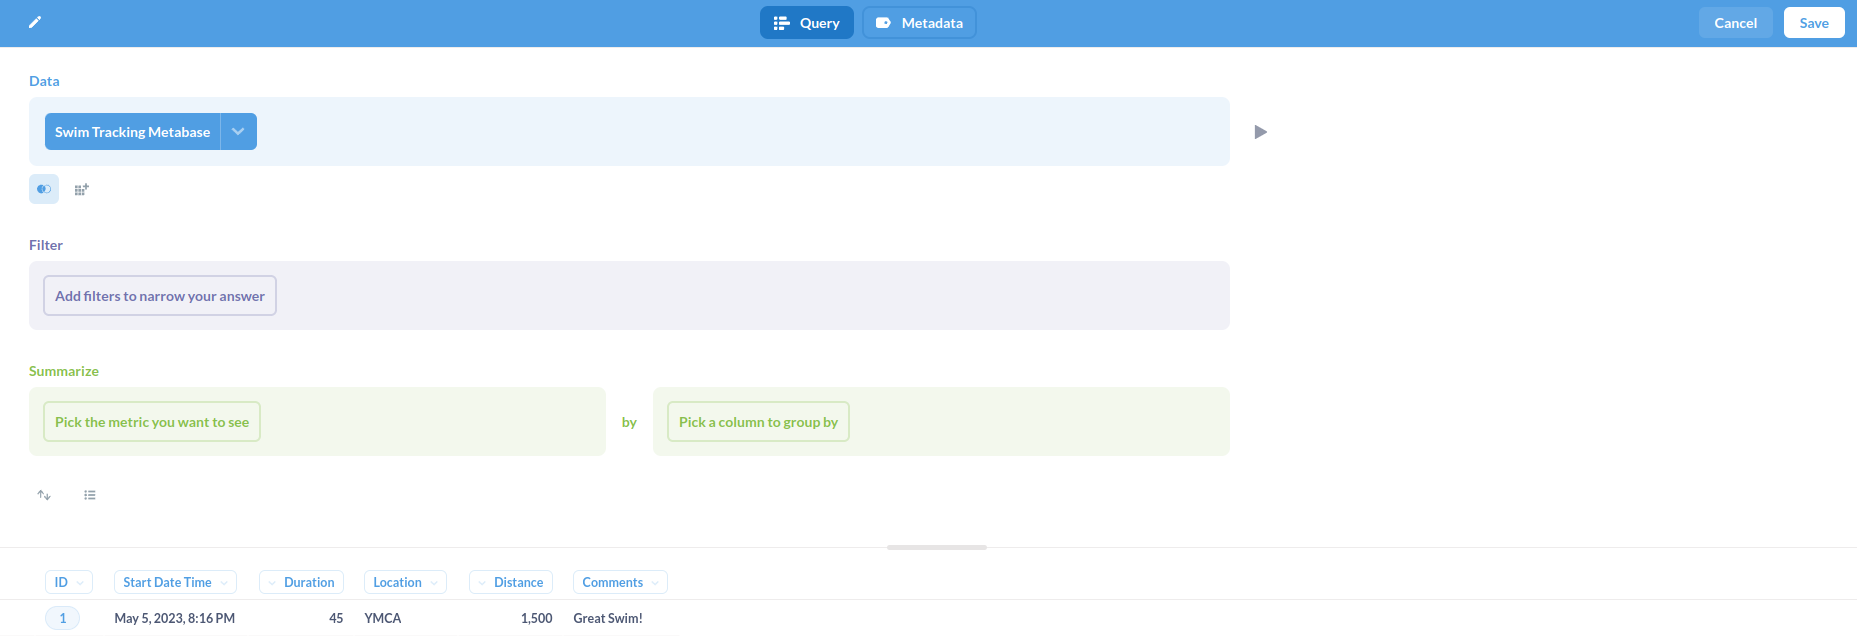 Query Metadata Cancel Save
Data
Swim Tracking Metabase
Filter
Add filters to narrow your answer
Summarize
Pick the metric you want to see by Pick a column to group by
ID Start Date Time Duration Location Distance Comments
1 May 5, 2023, 8:16 PM 45 YMCA 1,500 Great Swim!